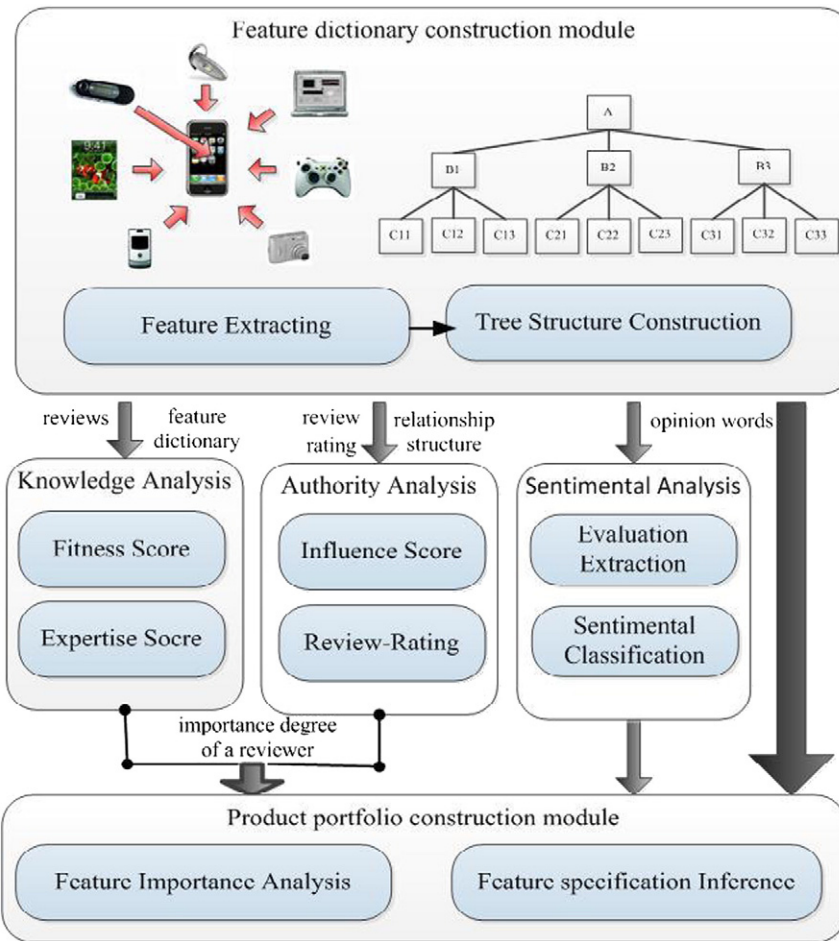 Feature dictionary construction module
9:41
A
B1
B2
B3
C11
C12
C13
C21
C22
C23
C31
C32
C33
Feature Extracting
Tree Structure Construction
reviews
feature
dictionary
review
rating
relationship
structure
opinion words
Knowledge Analysis
Fitness Score
Expertise Socre
Authority Analysis
Influence Score
Review-Rating
Sentimental Analysis
Evaluation
Extraction
Sentimental
Classification
importance degree
of a reviewer
Product portfolio construction module
Feature Importance Analysis
Feature specification Inference